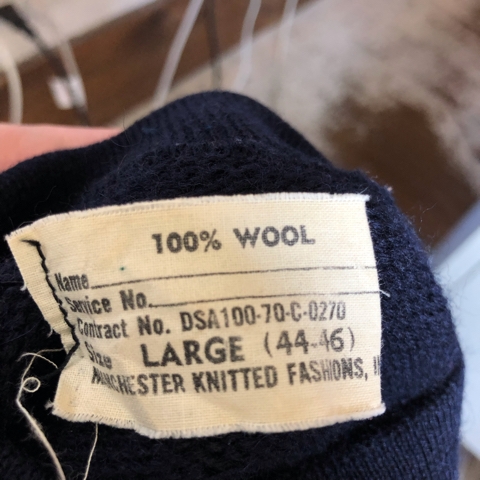 100% WOOL
Name
Service No.
Contract No. DSA100-70-C-0270
Size LARGE (44-46)
MANCHESTER KNITTED FASHIONS, I